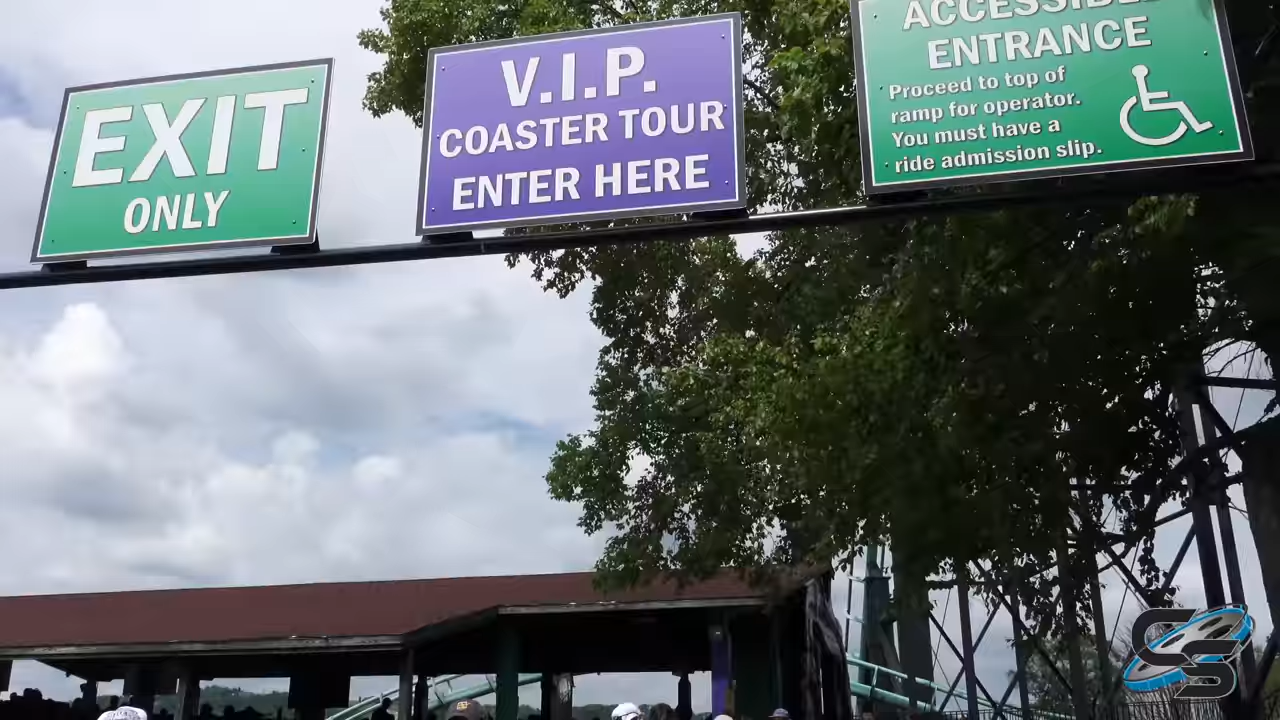 EXIT
ONLY
V.I.P.
COASTER TOUR
ENTER HERE
ACCESSIBLE
ENTRANCE
Proceed to top of
ramp for operator.
You must have a
ride admission slip.